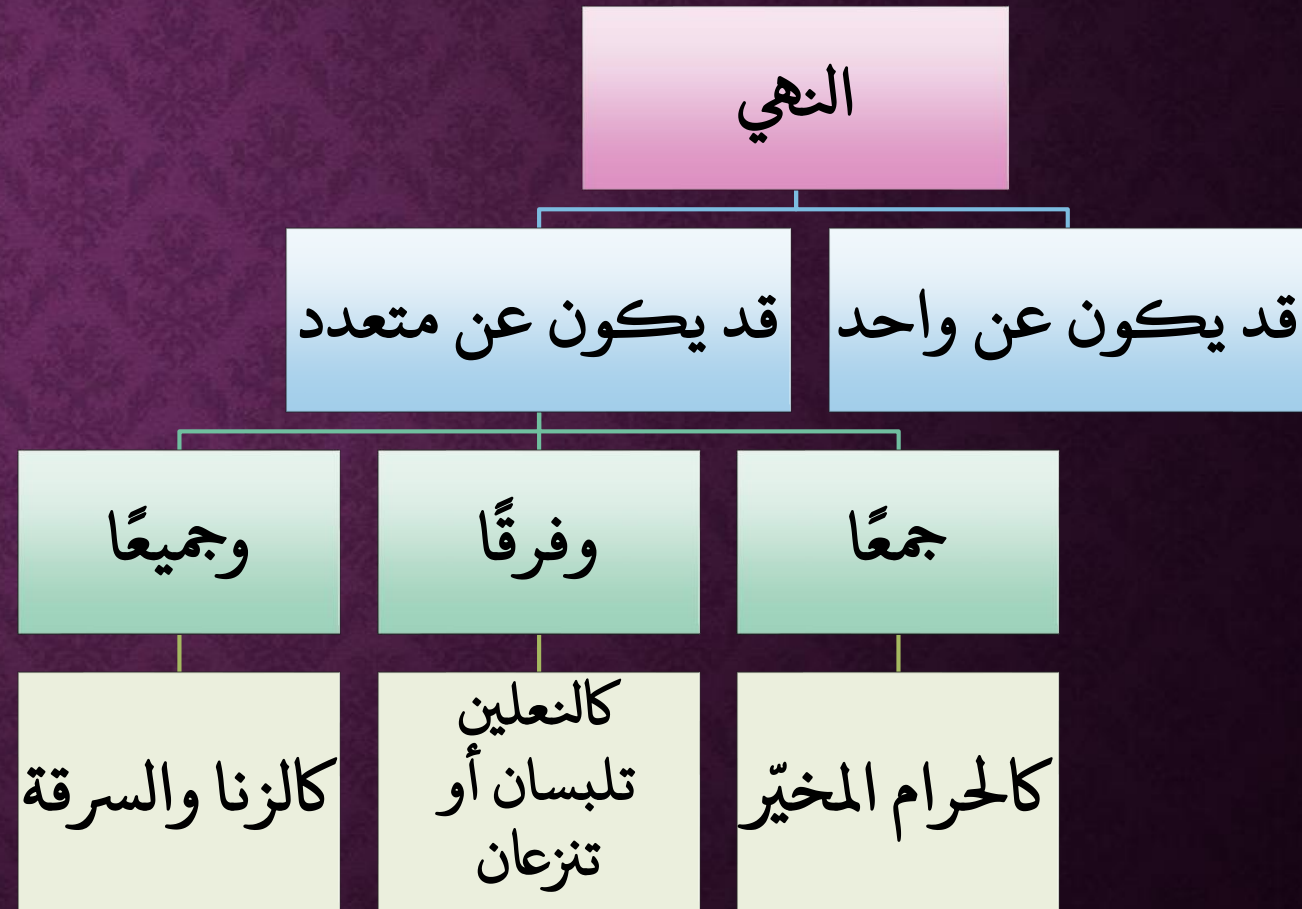 النهي
قد يكون عن واحد
قد يكون عن متعدد
جمعًا
وفرقًا
وجميعًا
كالحرام المخيّر
كالنعلين
تلبسان أو
تنزعان
كالزنا والسرقة